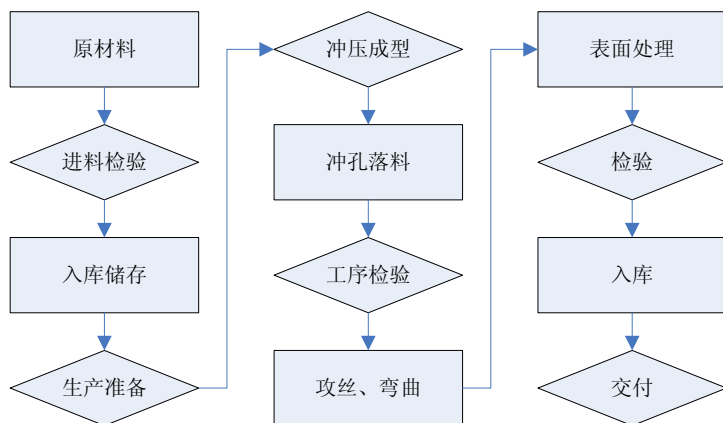 原材料
进料检验
入库储存
生产准备
冲压成型
冲孔落料
工序检验
攻丝、弯曲
表面处理
检验
入库
交付